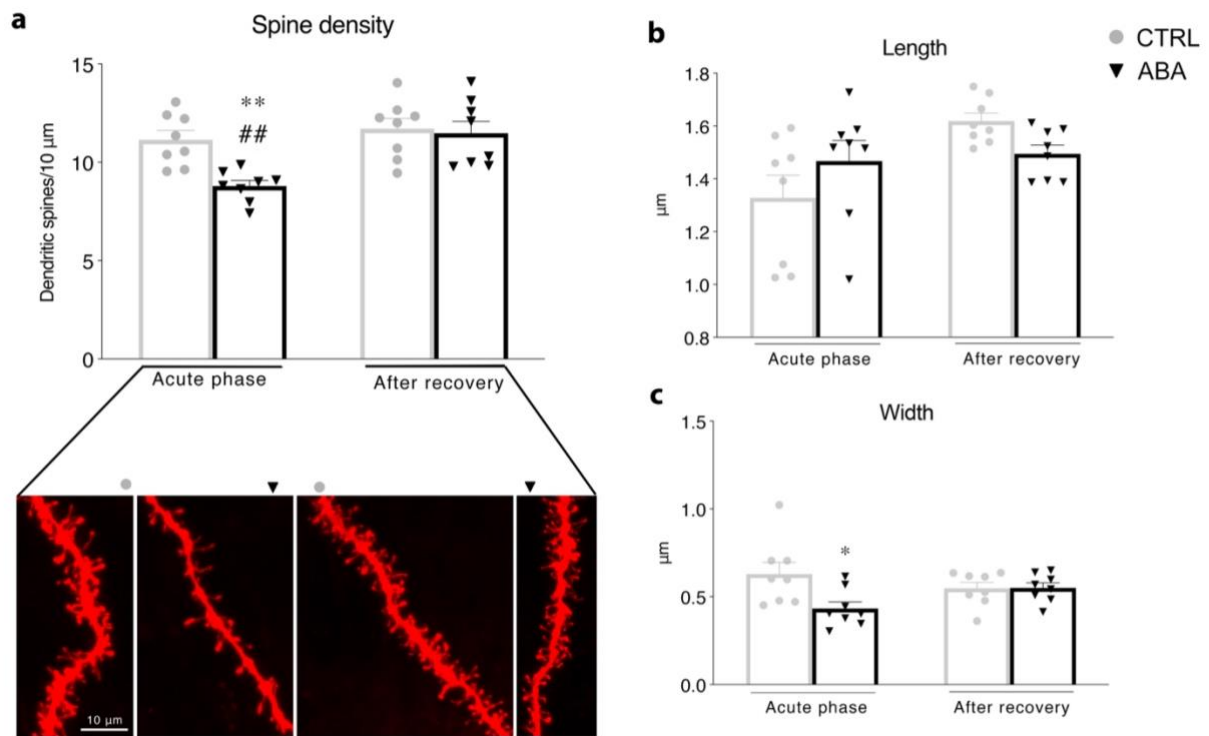 a
Spine density
15
10
5
0
Dendritic spines/10 µm
**
##
Acute phase
After recovery
10 µm
b
Length
CTRL
ABA
1.8
1.6
1.4
1.2
1.0
0.8
µm
Acute phase
After recovery
c
Width
1.5
1.0
0.5
0.0
µm
*
Acute phase
After recovery